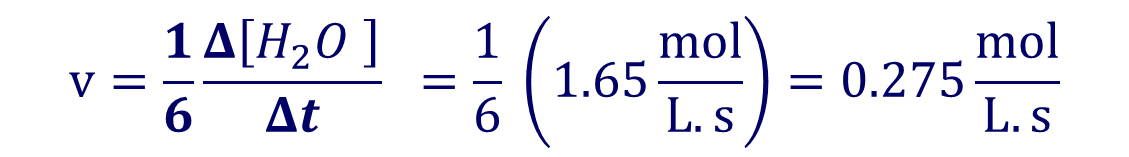 v = 1/6 Δ[H₂O ]/Δt = 1/6 (1.65 mol/L. s) = 0.275 mol/L. s